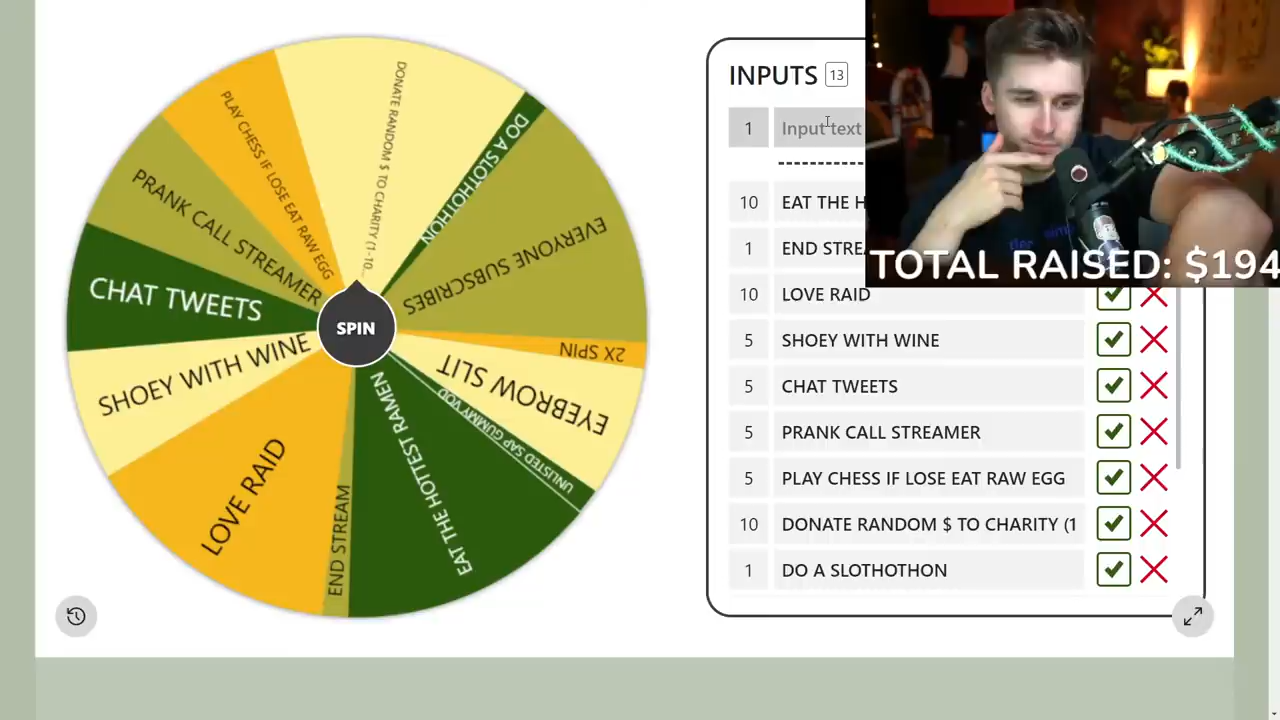 DONATE RANDOM $ TO CHARITY (1-10...
DO A SLOTHOTHON
EVERYONE SUBSCRIBES
2X SPIN
EYEBROW SLIT
UNLISTED SAP GUMMY VOD
EAT THE HOTTEST RAMEN
END STREAM
LOVE RAID
SHOEY WITH WINE
CHAT TWEETS
PRANK CALL STREAMER
PLAY CHESS IF LOSE EAT RAW EGG
SPIN
INPUTS 13
1 Input text
10 EAT THE H
1 END STREA
10 LOVE RAID
5 SHOEY WITH WINE
5 CHAT TWEETS
5 PRANK CALL STREAMER
5 PLAY CHESS IF LOSE EAT RAW EGG
10 DONATE RANDOM $ TO CHARITY (1
1 DO A SLOTHOTHON
TOTAL RAISED: $194